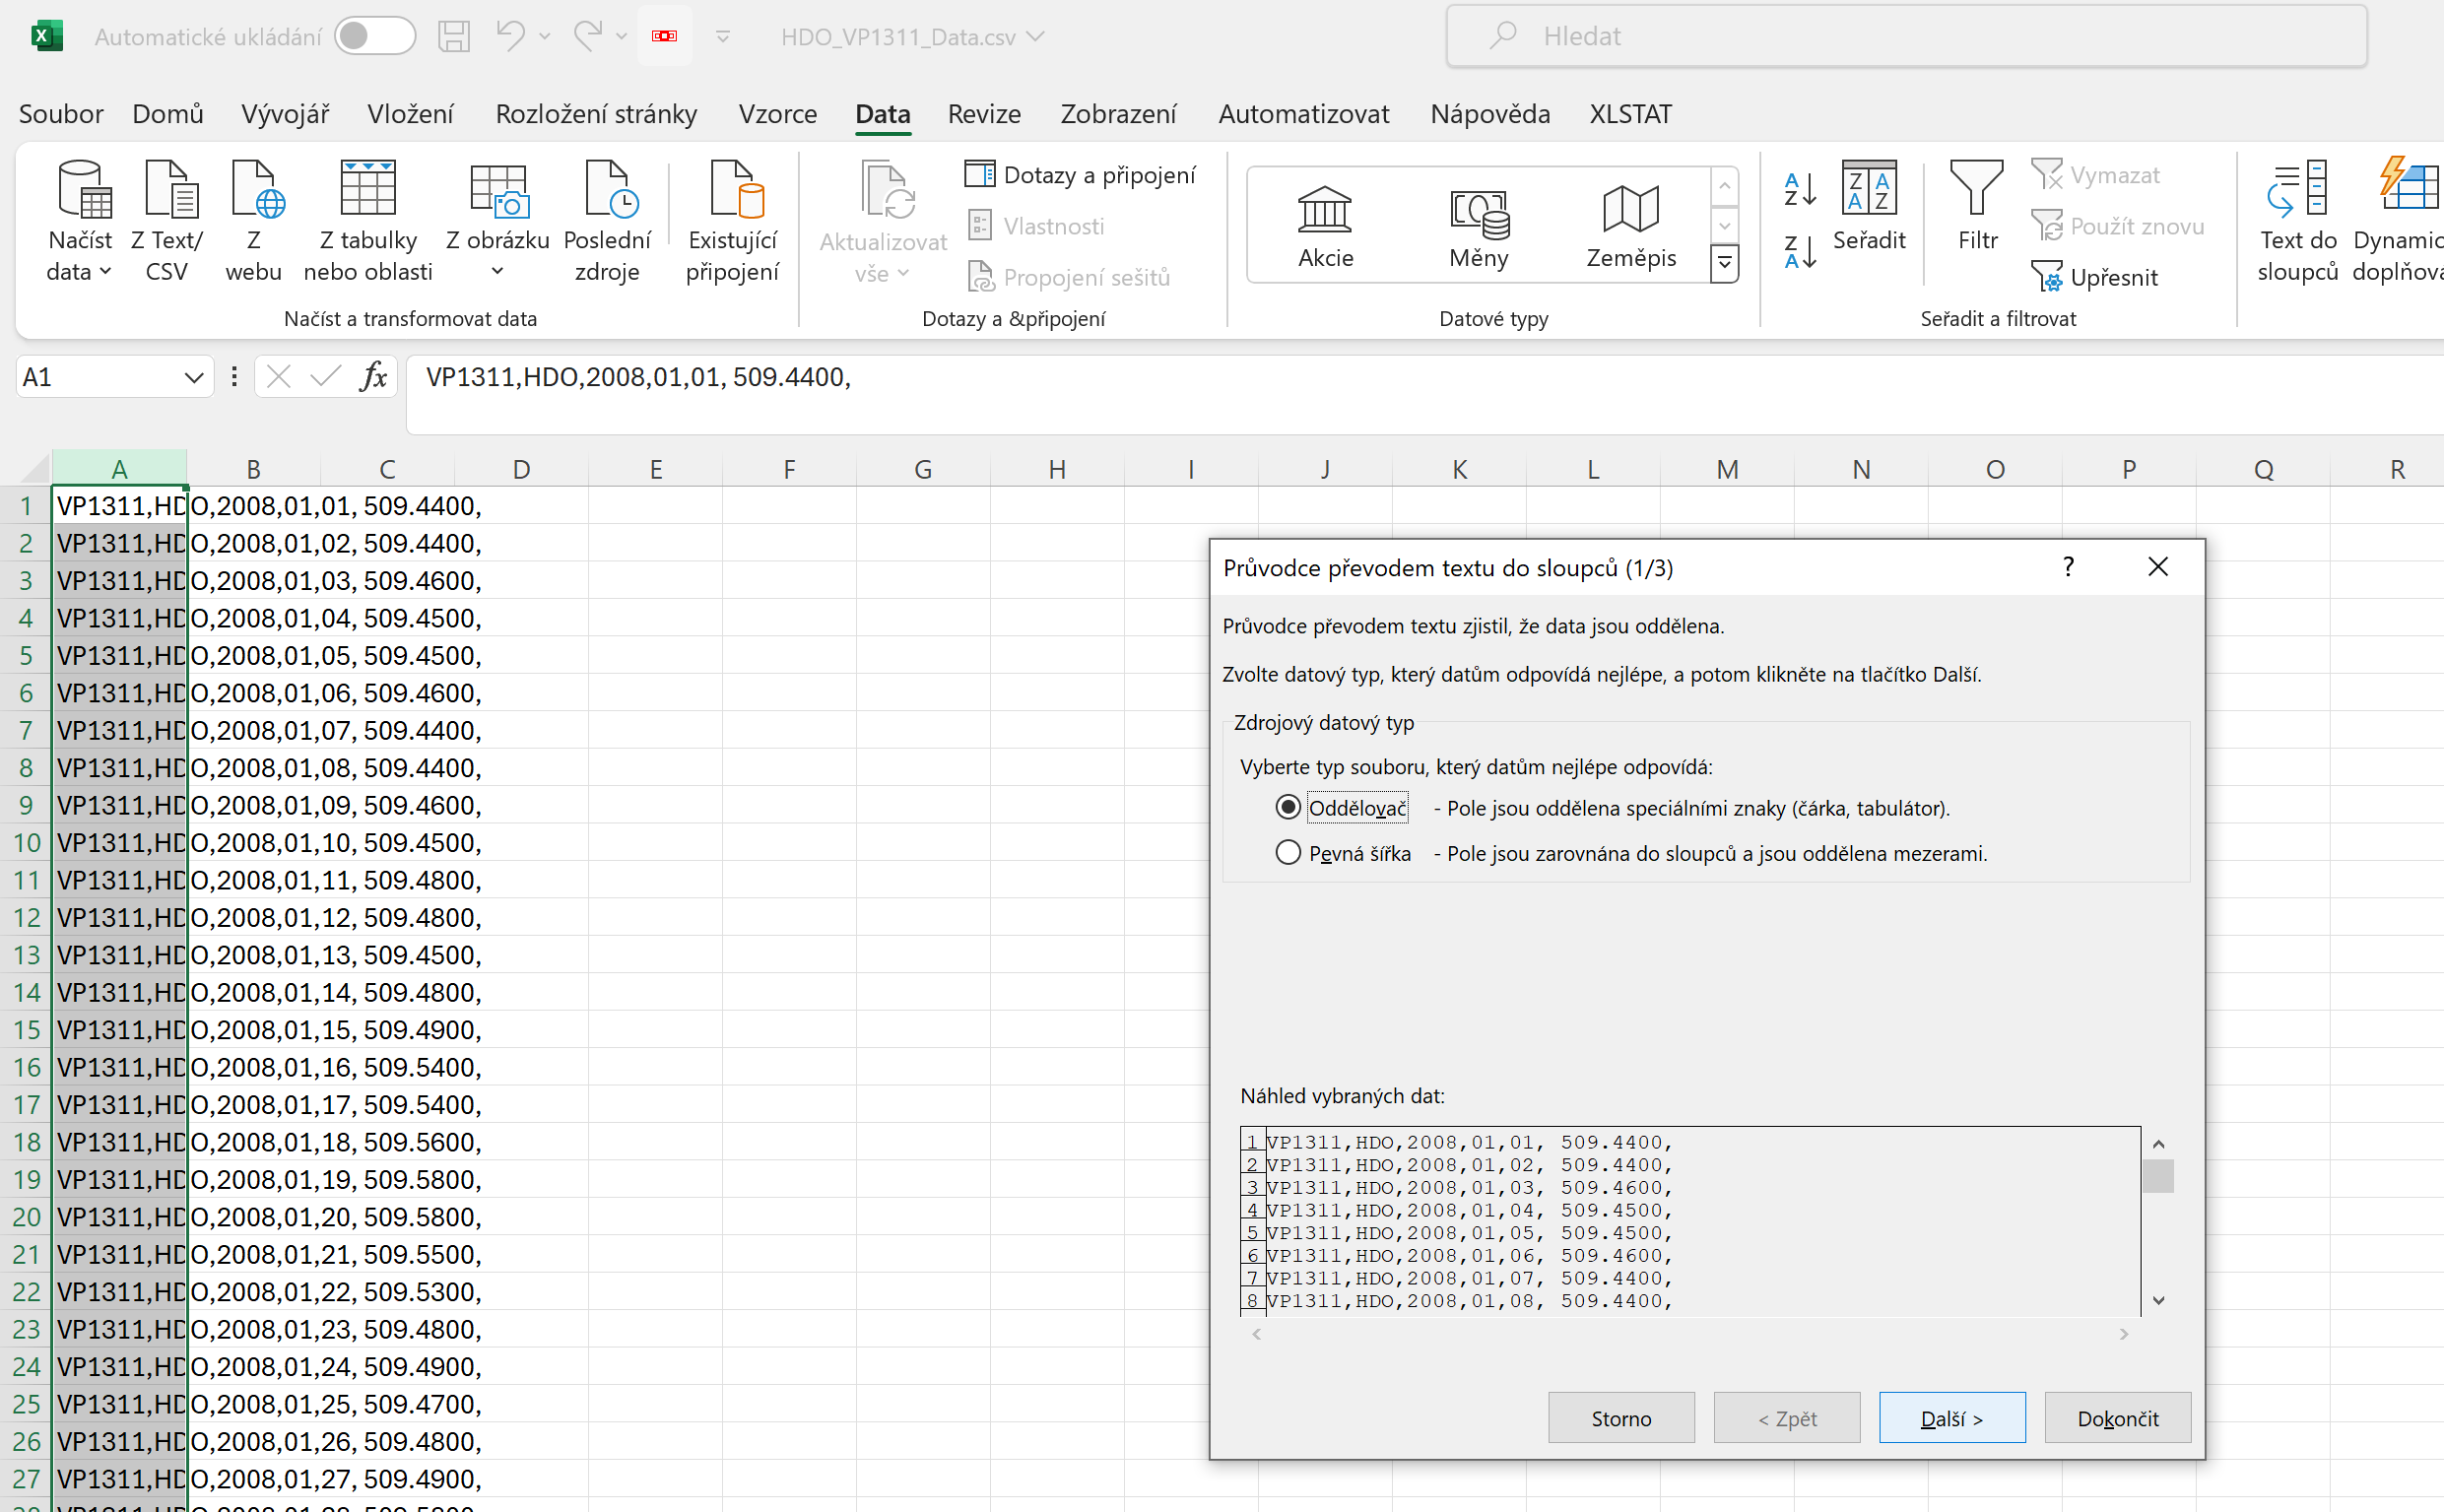 Automatické ukládání
HDO_VP1311_Data.csv
Hledat
Soubor Domů Vývojář Vložení Rozložení stránky Vzorce Data Revize Zobrazení Automatizovat Nápověda XLSTAT
Načíst data
Z Text/ CSV
Z webu
Z tabulky nebo oblasti
Z obrázku
Poslední zdroje
Existující připojení
Načíst a transformovat data
Aktualizovat vše
Dotazy a připojení
Vlastnosti
Propojení sešitů
Dotazy a &připojení
Akcie
Měny
Zeměpis
Datové typy
Seřadit
Filtr
Vymazat
Použít znovu
Upřesnit
Seřadit a filtrovat
Text do sloupců
A1
fx
VP1311,HDO,2008,01,01, 509.4400,
A B C D E F G H I J K L M N O P Q R
1 VP1311,HDO,2008,01,01, 509.4400,
2 VP1311,HDO,2008,01,02, 509.4400,
3 VP1311,HDO,2008,01,03, 509.4600,
4 VP1311,HDO,2008,01,04, 509.4500,
5 VP1311,HDO,2008,01,05, 509.4500,
6 VP1311,HDO,2008,01,06, 509.4600,
7 VP1311,HDO,2008,01,07, 509.4400,
8 VP1311,HDO,2008,01,08, 509.4400,
9 VP1311,HDO,2008,01,09, 509.4600,
10 VP1311,HDO,2008,01,10, 509.4500,
11 VP1311,HDO,2008,01,11, 509.4800,
12 VP1311,HDO,2008,01,12, 509.4800,
13 VP1311,HDO,2008,01,13, 509.4500,
14 VP1311,HDO,2008,01,14, 509.4800,
15 VP1311,HDO,2008,01,15, 509.4900,
16 VP1311,HDO,2008,01,16, 509.5400,
17 VP1311,HDO,2008,01,17, 509.5400,
18 VP1311,HDO,2008,01,18, 509.5600,
19 VP1311,HDO,2008,01,19, 509.5800,
20 VP1311,HDO,2008,01,20, 509.5800,
21 VP1311,HDO,2008,01,21, 509.5500,
22 VP1311,HDO,2008,01,22, 509.5300,
23 VP1311,HDO,2008,01,23, 509.4800,
24 VP1311,HDO,2008,01,24, 509.4900,
25 VP1311,HDO,2008,01,25, 509.4700,
26 VP1311,HDO,2008,01,26, 509.4800,
27 VP1311,HDO,2008,01,27, 509.4900,
Průvodce převodem textu do sloupců (1/3)
Průvodce převodem textu zjistil, že data jsou oddělena.
Zvolte datový typ, který datům odpovídá nejlépe, a potom klikněte na tlačítko Další.
Zdrojový datový typ
Vyberte typ souboru, který datům nejlépe odpovídá:
Oddělovač - Pole jsou oddělena speciálními znaky (čárka, tabulátor).
Pevná šířka - Pole jsou zarovnána do sloupců a jsou oddělena mezerami.
Náhled vybraných dat:
1 VP1311,HDO,2008,01,01, 509.4400,
2 VP1311,HDO,2008,01,02, 509.4400,
3 VP1311,HDO,2008,01,03, 509.4600,
4 VP1311,HDO,2008,01,04, 509.4500,
5 VP1311,HDO,2008,01,05, 509.4500,
6 VP1311,HDO,2008,01,06, 509.4600,
7 VP1311,HDO,2008,01,07, 509.4400,
8 VP1311,HDO,2008,01,08, 509.4400,
Storno < Zpět Další > Dokončit